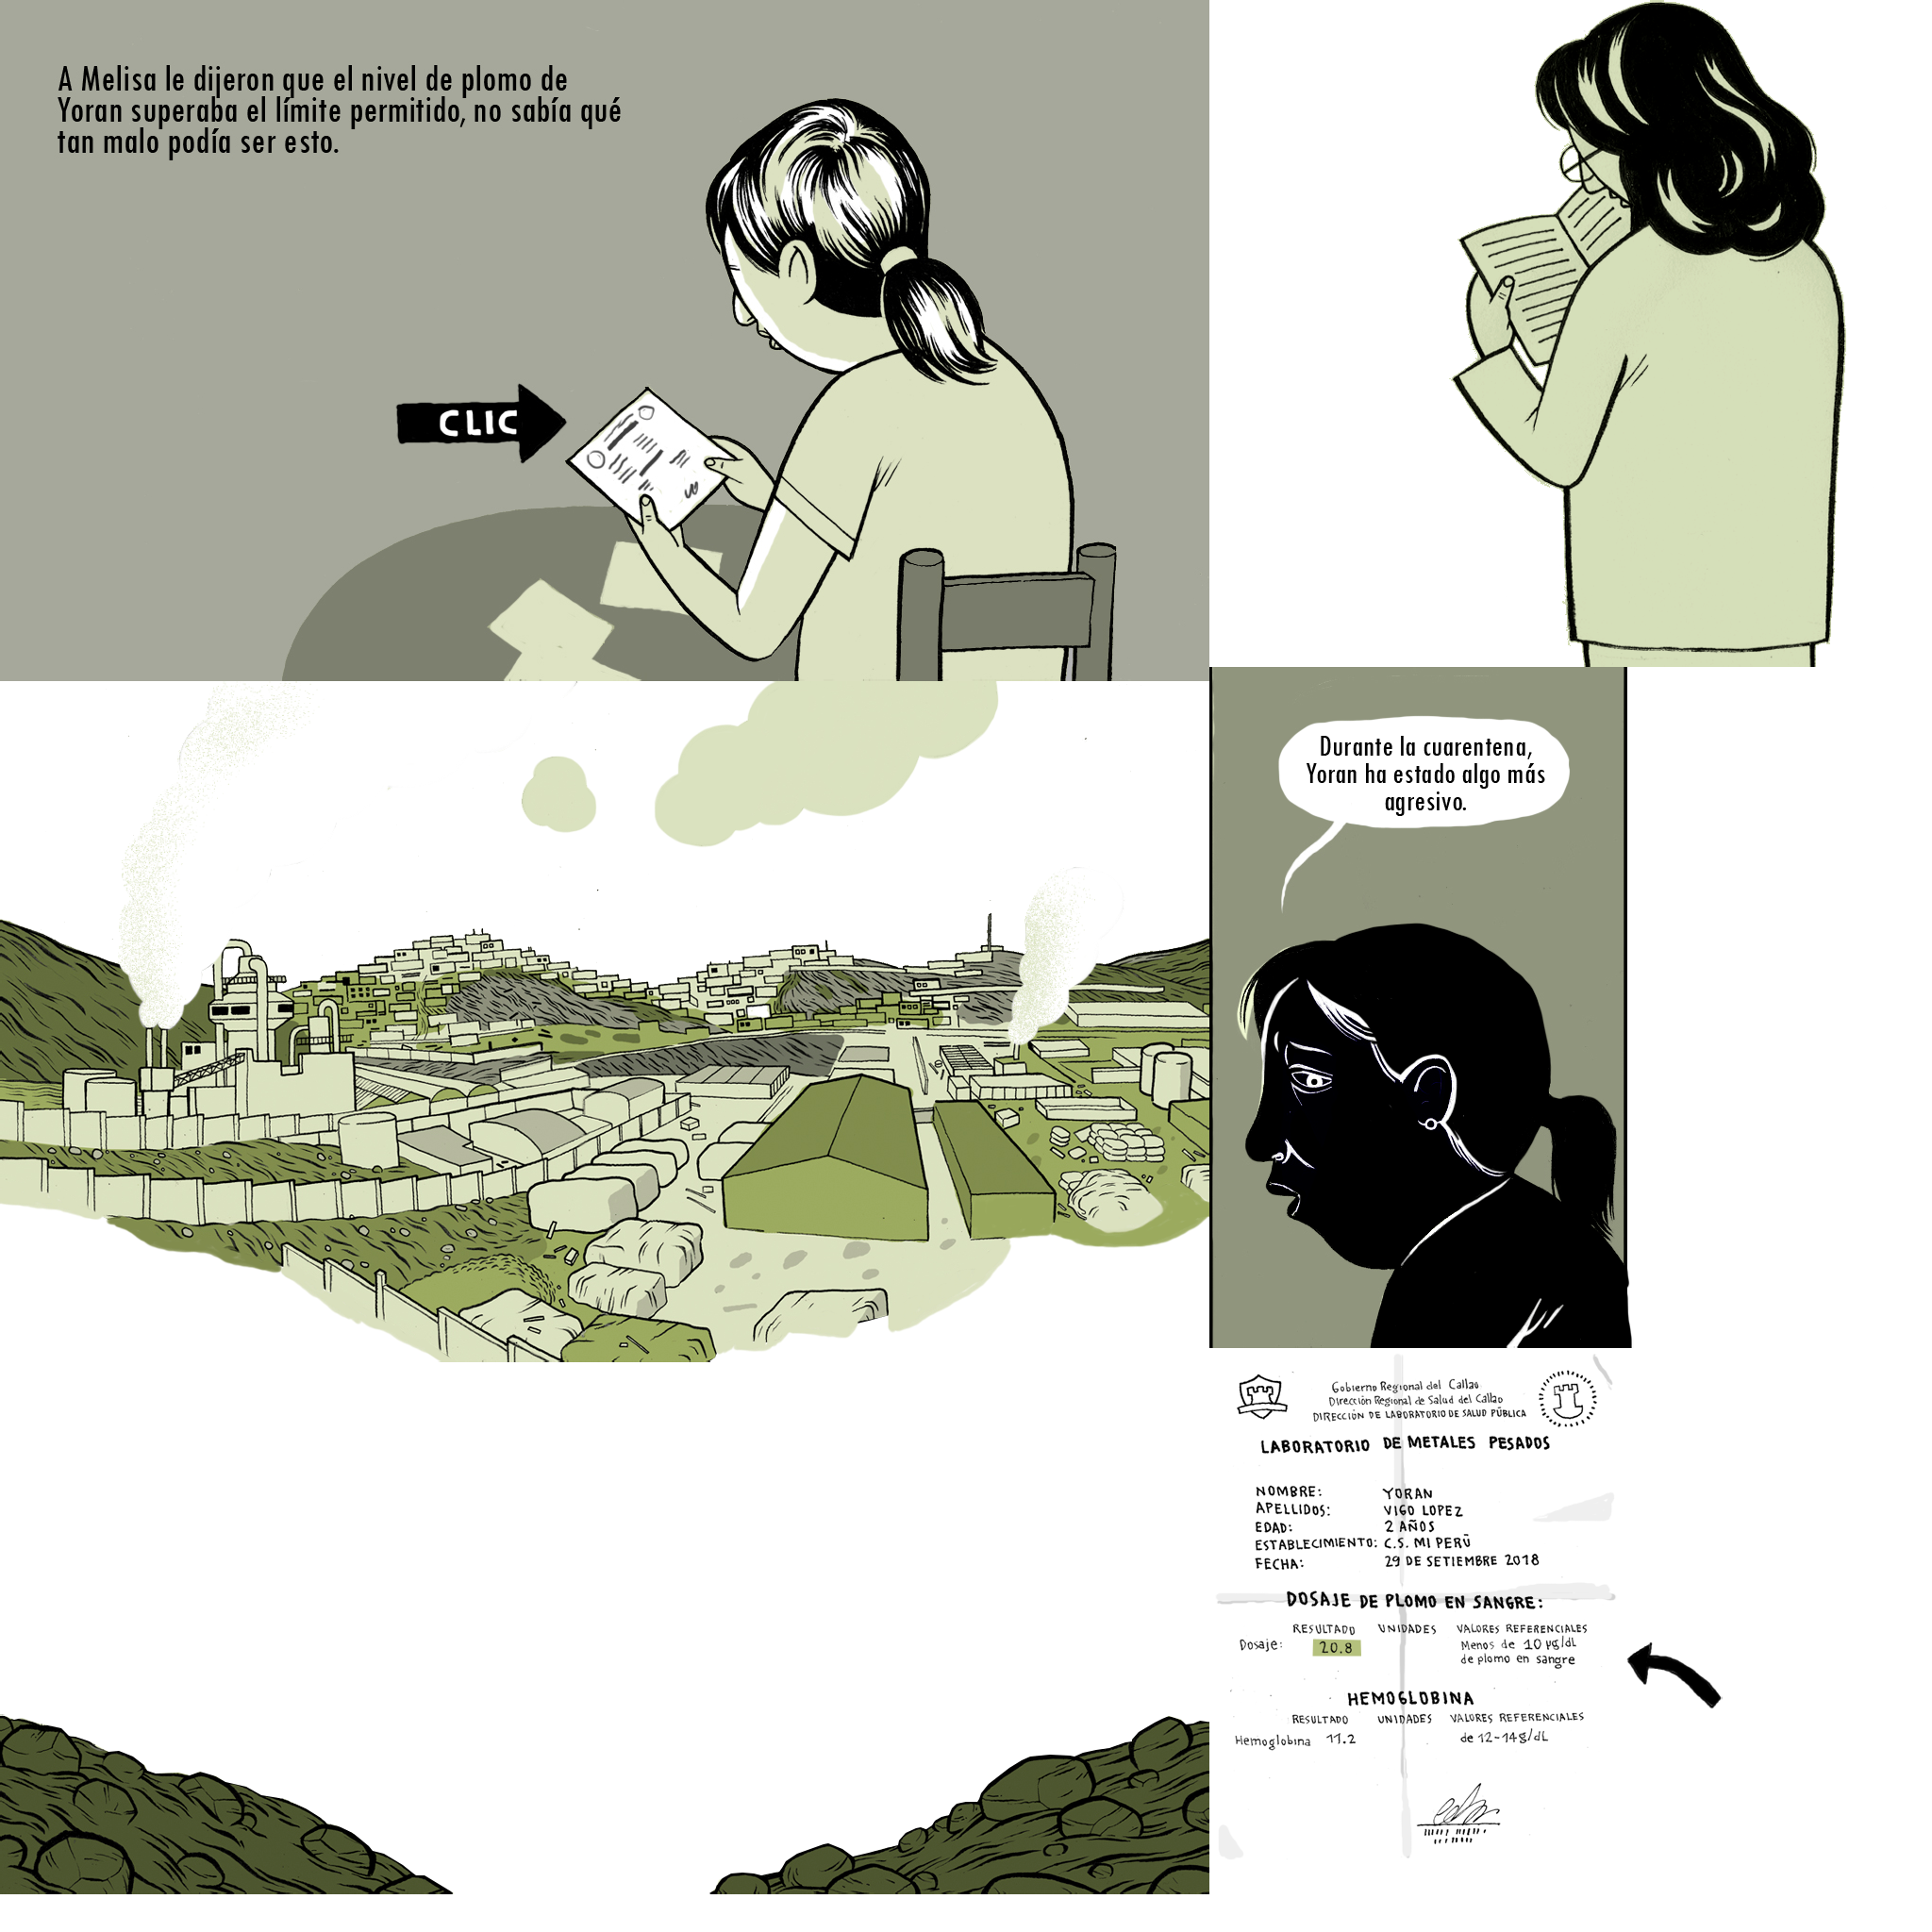 A Melisa le dijeron que el nivel de plomo de
Yoran superaba el límite permitido, no sabía qué
tan malo podía ser esto.
CLIC
Durante la cuarentena,
Yoran ha estado algo más
agresivo.
Gobierno Regional del Callao
Dirección Regional de Salud del Callao
DIRECCIÓN DE LABORATORIO DE SALUD PÚBLICA
LABORATORIO DE METALES PESADOS
NOMBRE: YORAN
APELLIDOS: VIGO LOPEZ
EDAD: 2 AÑOS
ESTABLECIMIENTO: C.S. MI PERÚ
FECHA: 29 DE SETIEMBRE 2018
DOSAJE DE PLOMO EN SANGRE:
RESULTADO UNIDADES VALORES REFERENCIALES
Dosaje: 20.8 Menos de 10 µg/dl
de plomo en sangre
HEMOGLOBINA
RESULTADO UNIDADES VALORES REFERENCIALES
Hemoglobina 11.2 de 12-14g/dL